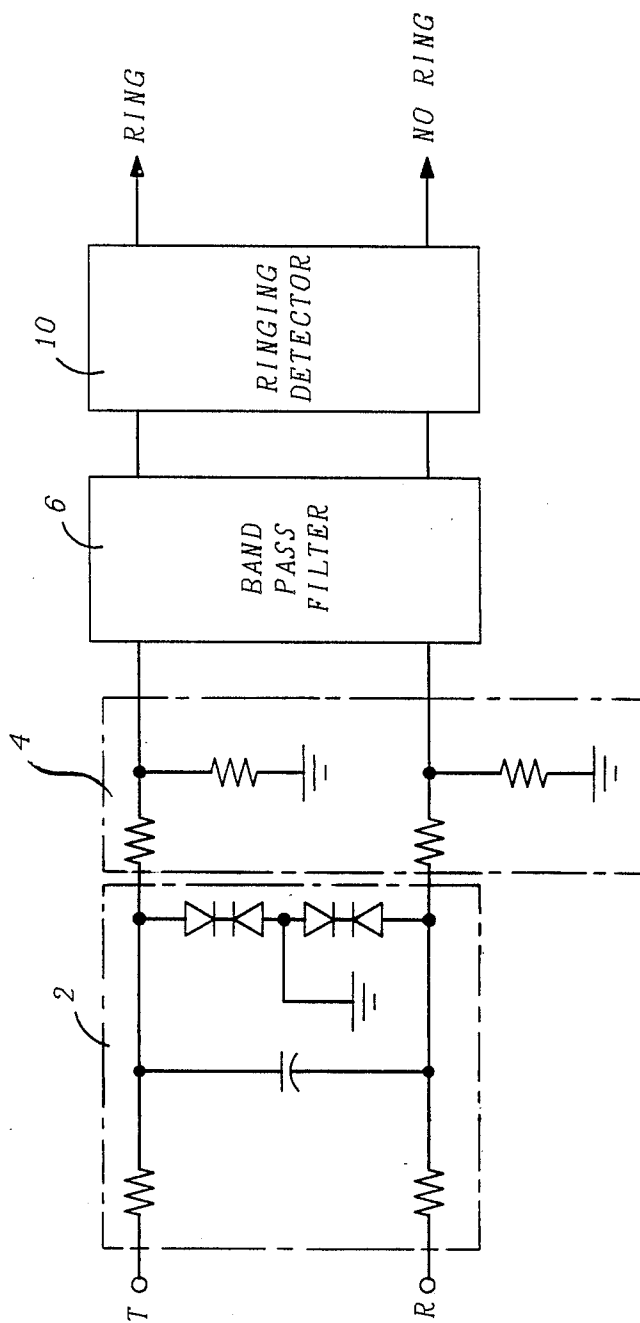 T
R
2
4
6
BAND
PASS
FILTER
10
RINGING
DETECTOR
RING
NO RING